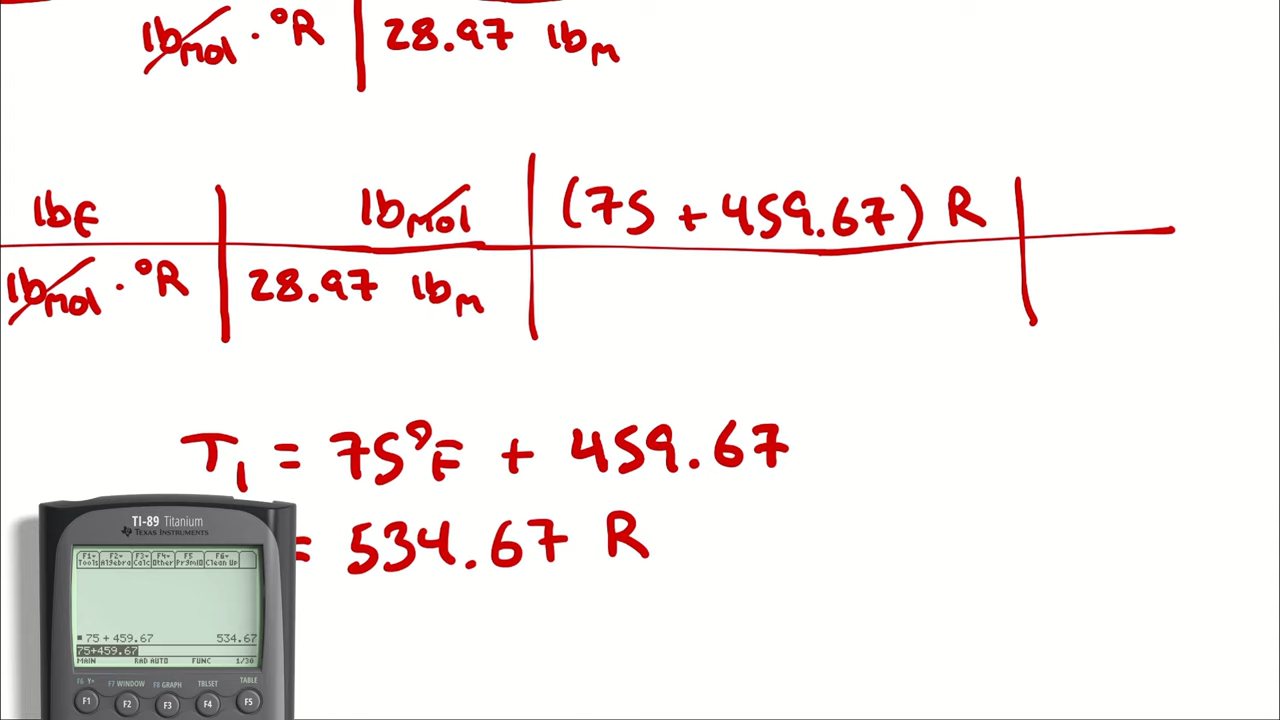 lbmol · °R | 28.97 lbm
lbf | lbmol | (75 + 459.67) R
lbmol · °R | 28.97 lbm
T1 = 75°F + 459.67
= 534.67 R
TI-89 Titanium
TEXAS INSTRUMENTS
F1 Tools F2 Algebra F3 Calc F4 Other F5 PrgmIO F6 Clean Up
75 + 459.67 534.67
75+459.67
MAIN RAD AUTO FUNC 1/30
F6 Y= F7 WINDOW F8 GRAPH TBLSET TABLE
F1 F2 F3 F4 F5